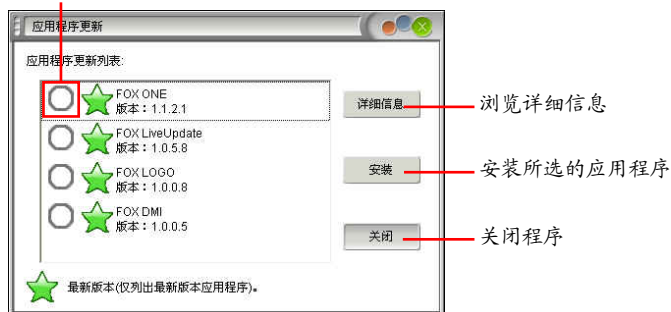 应用程序更新
应用程序更新列表:
FOX ONE
版本：1.1.2.1
FOX LiveUpdate
版本：1.0.5.8
FOX LOGO
版本：1.0.0.8
FOX DMI
版本：1.0.0.5
详细信息
浏览详细信息
安装
安装所选的应用程序
关闭
关闭程序
最新版本(仅列出最新版本应用程序)。